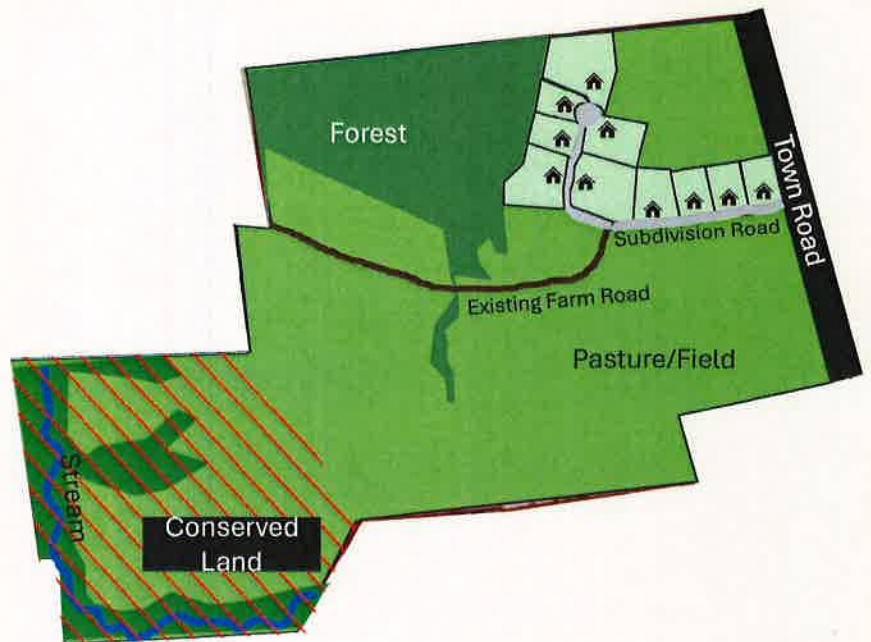 Forest
Town Road
Subdivision Road
Existing Farm Road
Pasture/Field
Stream
Conserved
Land